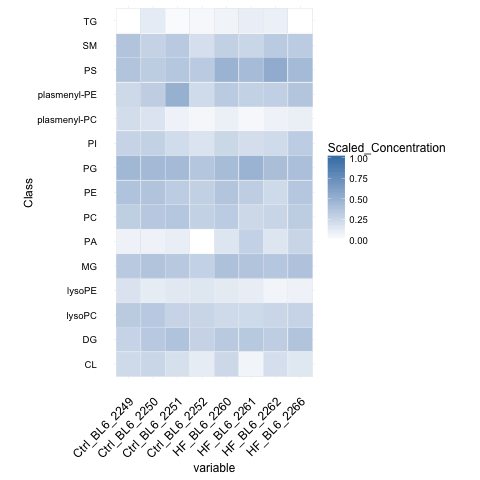 TG
SM
PS
plasmenyl-PE
plasmenyl-PC
PI
PG
PE
PC
PA
MG
lysoPE
lysoPC
DG
CL
Class
Ctrl_BL6_2249
Ctrl_BL6_2250
Ctrl_BL6_2251
Ctrl_BL6_2252
HF_BL6_2260
HF_BL6_2261
HF_BL6_2262
HF_BL6_2266
variable
Scaled_Concentration
1.00
0.75
0.50
0.25
0.00